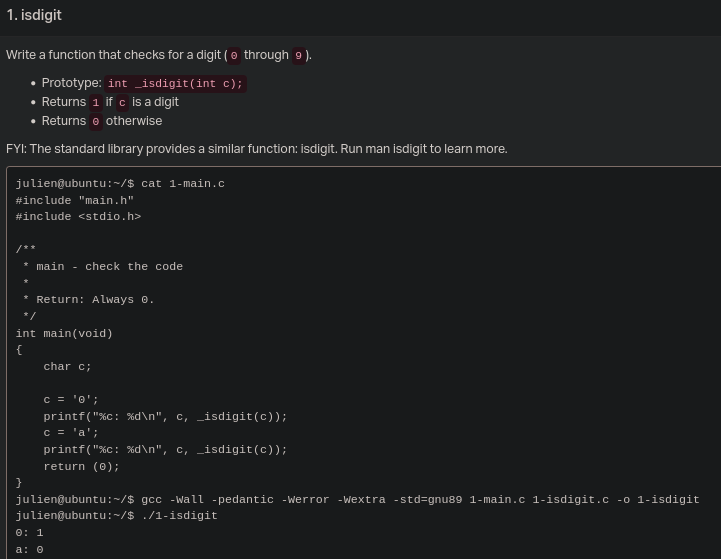 1. isdigit
Write a function that checks for a digit ( 0 through 9 ).
• Prototype: int _isdigit(int c);
• Returns 1 if c is a digit
• Returns 0 otherwise
FYI: The standard library provides a similar function: isdigit. Run man isdigit to learn more.
julien@ubuntu:~/$ cat 1-main.c
#include "main.h"
#include <stdio.h>

/**
 * main - check the code
 *
 * Return: Always 0.
 */
int main(void)
{
    char c;

    c = '0';
    printf("%c: %d\n", c, _isdigit(c));
    c = 'a';
    printf("%c: %d\n", c, _isdigit(c));
    return (0);
}
julien@ubuntu:~/$ gcc -Wall -pedantic -Werror -Wextra -std=gnu89 1-main.c 1-isdigit.c -o 1-isdigit
julien@ubuntu:~/$ ./1-isdigit
0: 1
a: 0